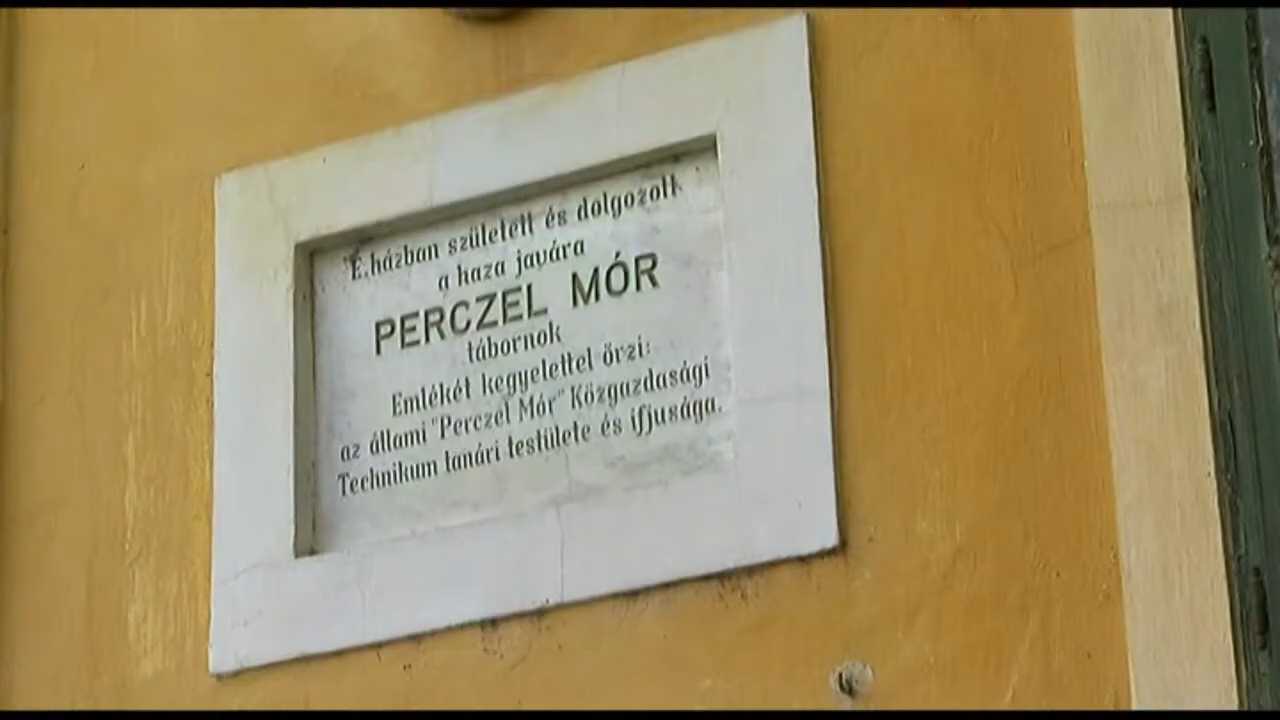 E.házban született és dolgozott
a haza javára
PERCZEL MÓR
tábornok
Emlékét kegyelettel őrzi:
az állami "Perczel Mór" Közgazdasági
Technikum tanári testülete és ifjusága.